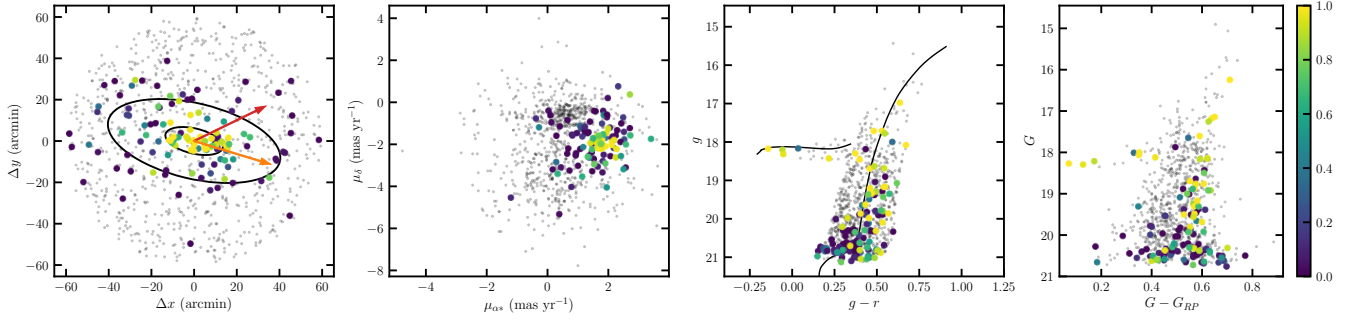 60
40
20
0
−20
−40
−60
−60 −40 −20 0 20 40 60
Δx (arcmin)
Δy (arcmin)
4
2
0
−2
−4
−6
−8
−4 −2 0 2
μα* (mas yr⁻¹)
μδ (mas yr⁻¹)
15
16
17
18
19
20
21
−0.25 0.00 0.25 0.50 0.75 1.00 1.25
g − r
g
15
16
17
18
19
20
21
0.2 0.4 0.6 0.8
G − GRP
G
1.0
0.8
0.6
0.4
0.2
0.0